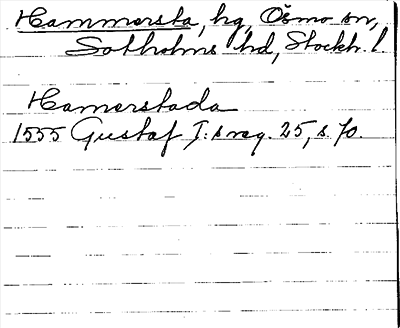 Hammersta, hg, Ösmo sn,
Sotholms hd, Stockh. l.
Hamerstada
1555 Gustaf I:s reg. 25, s. 70.